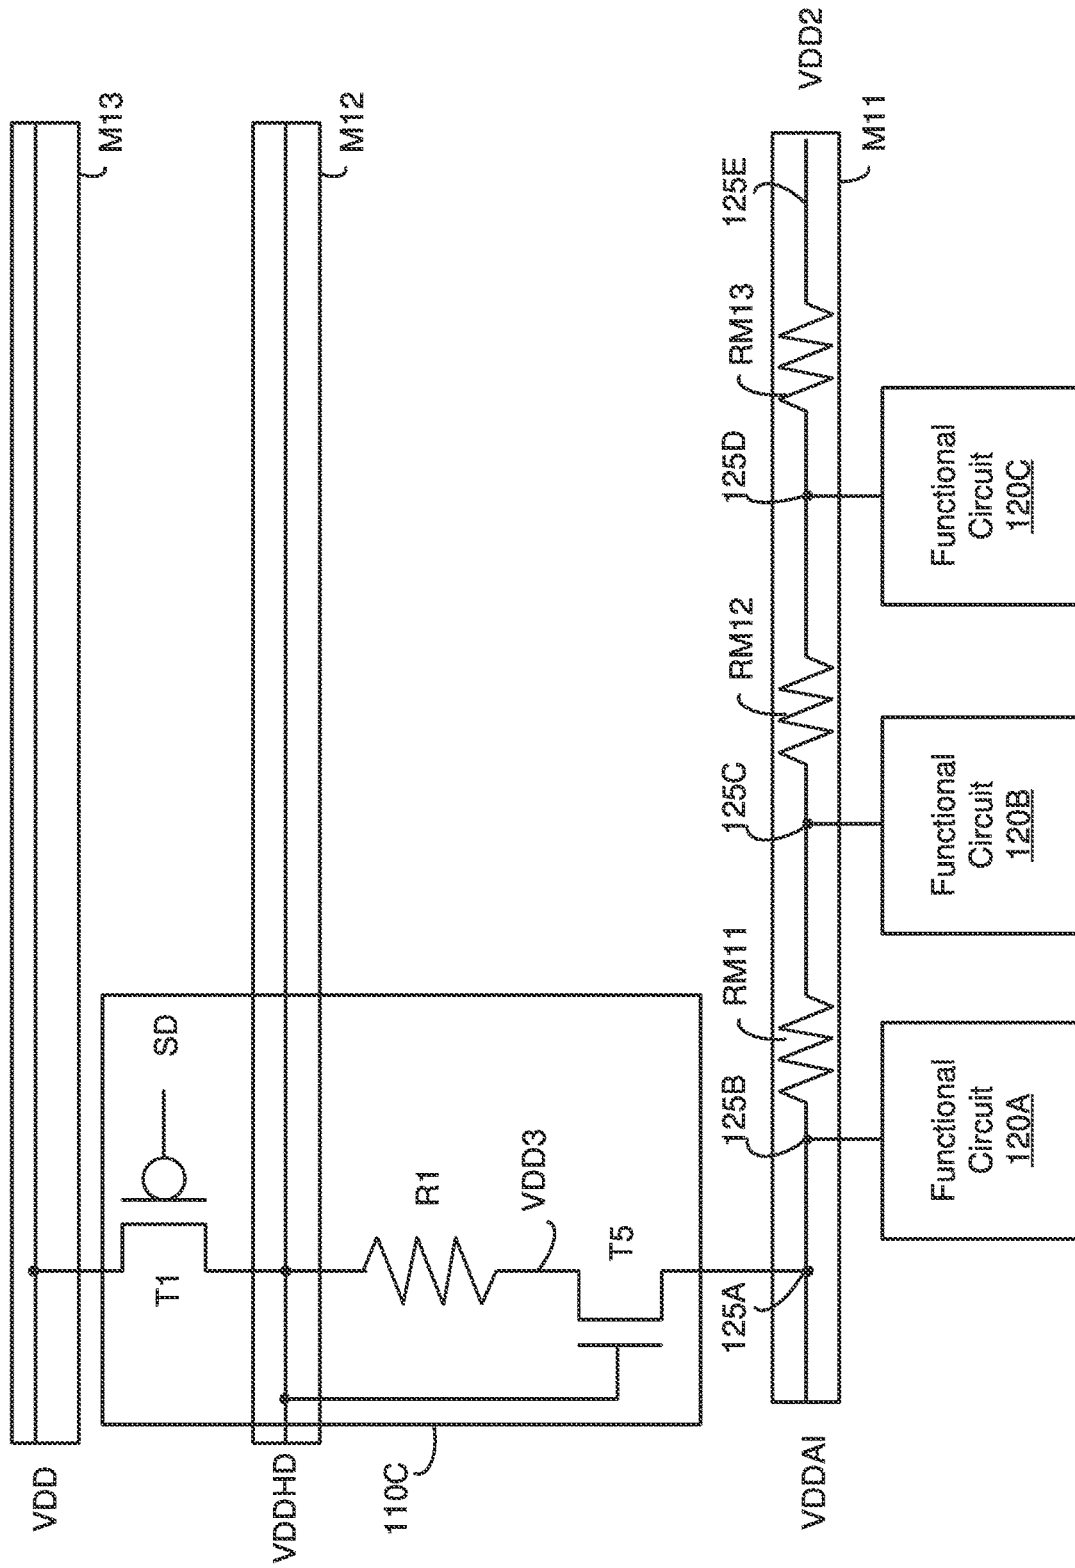 VDD
M13
T1
SD
VDDHD
M12
110C
R1
VDD3
T5
125A
125B
RM11
125C
RM12
125D
RM13
125E
VDDAI
VDD2
M11
Functional
Circuit
120A
Functional
Circuit
120B
Functional
Circuit
120C